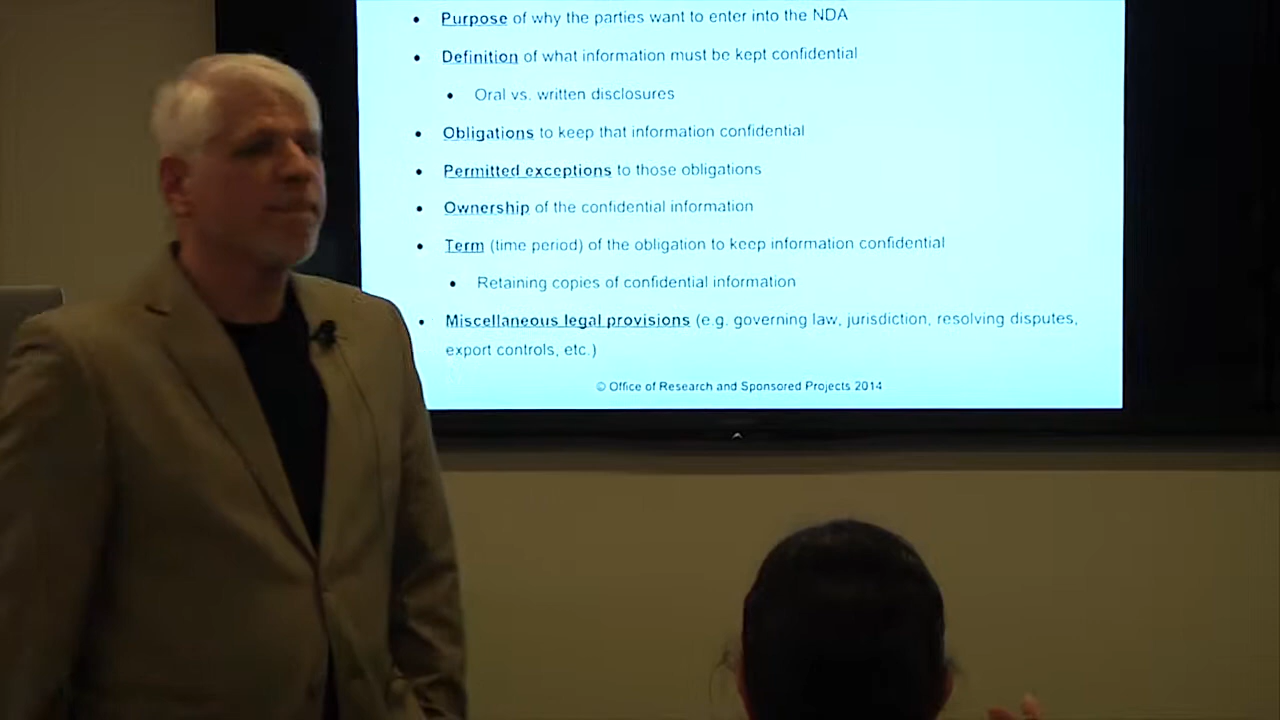 • Purpose of why the parties want to enter into the NDA
• Definition of what information must be kept confidential
• Oral vs. written disclosures
• Obligations to keep that information confidential
• Permitted exceptions to those obligations
• Ownership of the confidential information
• Term (time period) of the obligation to keep information confidential
• Retaining copies of confidential information
• Miscellaneous legal provisions (e.g. governing law, jurisdiction, resolving disputes,
export controls, etc.)
© Office of Research and Sponsored Projects 2014